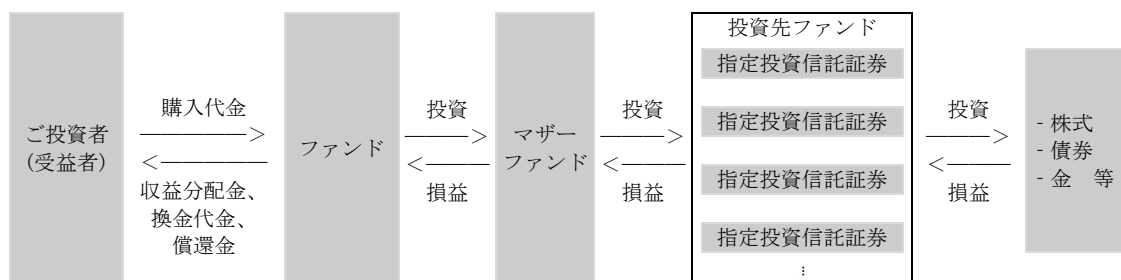 ご投資者
(受益者)
購入代金
――――――>
<――――――
収益分配金、
換金代金、
償還金
ファンド
投資
―――>
<―――
損益
マザー
ファンド
投資
―――>
<―――
損益
投資先ファンド
指定投資信託証券
指定投資信託証券
指定投資信託証券
指定投資信託証券
⋮
投資
―――>
<―――
損益
- 株式
- 債券
- 金　等